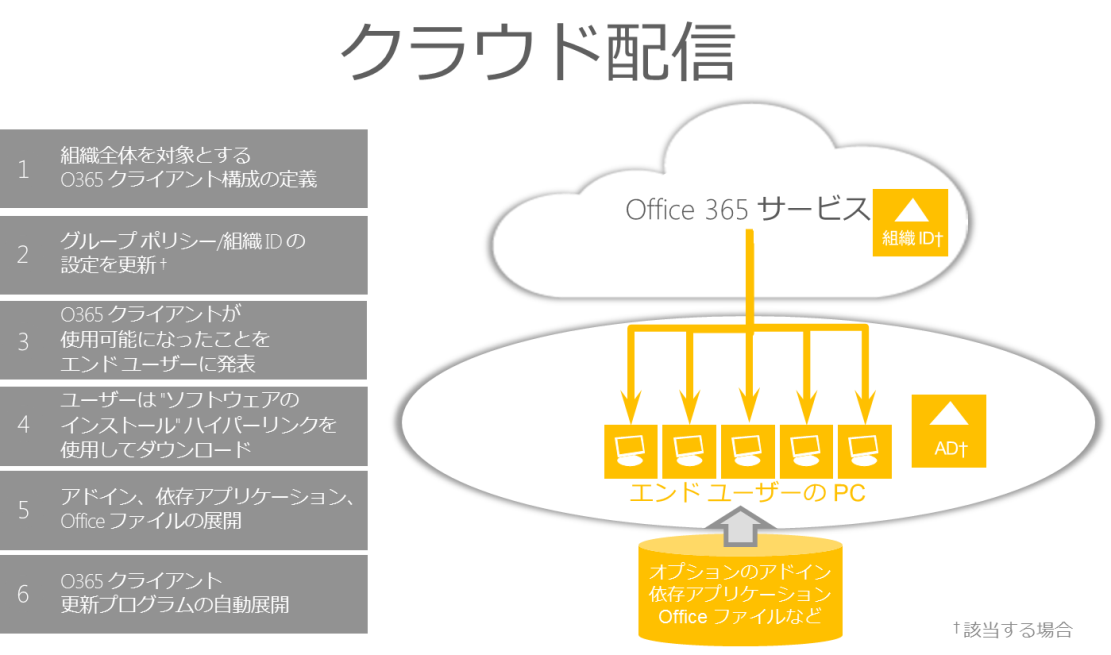 クラウド配信
1
組織全体を対象とする
O365 クライアント構成の定義
2
グループ ポリシー/組織 ID の
設定を更新 †
3
O365 クライアントが
使用可能になったことを
エンド ユーザーに発表
4
ユーザーは "ソフトウェアの
インストール" ハイパーリンクを
使用してダウンロード
5
アドイン、依存アプリケーション、
Office ファイルの展開
6
O365 クライアント
更新プログラムの自動展開
Office 365 サービス
組織 ID†
AD†
エンド ユーザーの PC
オプションのアドイン
依存アプリケーション
Office ファイルなど
†該当する場合